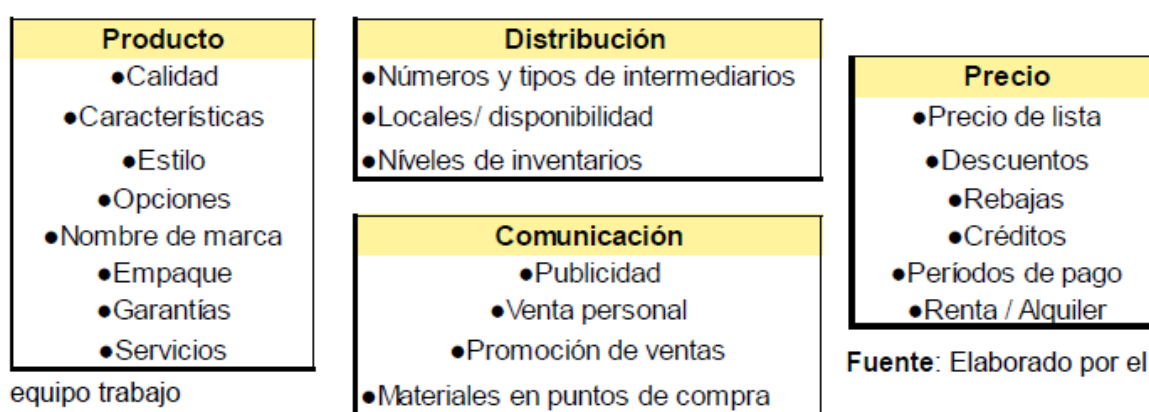 Producto
●Calidad
●Características
●Estilo
●Opciones
●Nombre de marca
●Empaque
●Garantías
●Servicios
Distribución
●Números y tipos de intermediarios
●Locales/ disponibilidad
●Níveles de inventarios
Comunicación
●Publicidad
●Venta personal
●Promoción de ventas
●Materiales en puntos de compra
Precio
●Precio de lista
●Descuentos
●Rebajas
●Créditos
●Períodos de pago
●Renta / Alquiler
Fuente: Elaborado por el
equipo trabajo